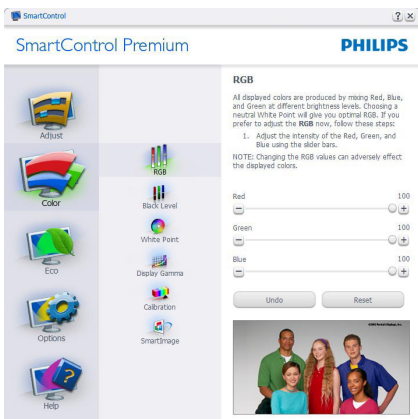 SmartControl
SmartControl Premium
PHILIPS
Adjust
Color
Eco
Options
Help
RGB
Black Level
White Point
Display Gamma
Calibration
SmartImage
RGB
All displayed colors are produced by mixing Red, Blue,
and Green at different brightness levels. Choosing a
neutral White Point will give you optimal RGB. If you
prefer to adjust the RGB now, follow these steps:
1. Adjust the intensity of the Red, Green, and
Blue using the slider bars.
NOTE: Changing the RGB values can adversely effect
the displayed colors.
Red 100
Green 100
Blue 100
Undo Reset